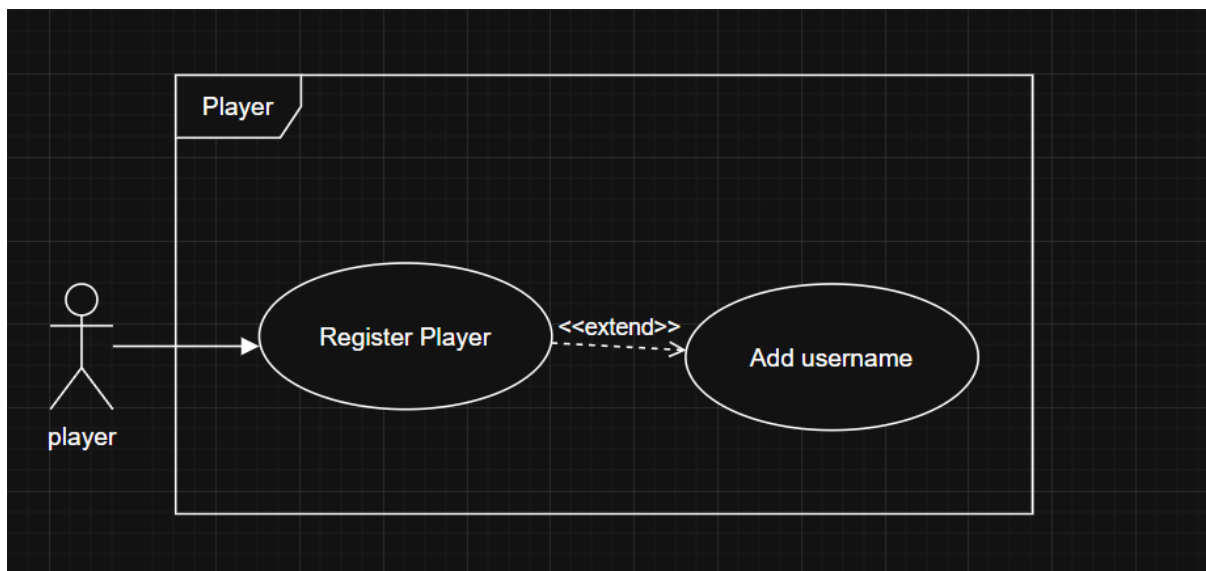 Player
Register Player
<<extend>>
Add username
player